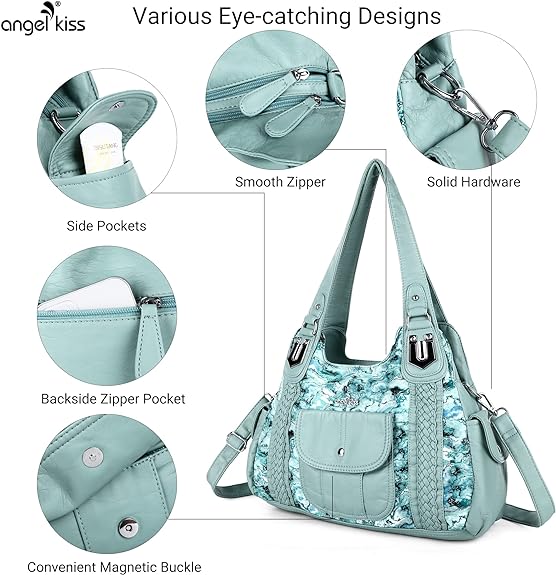 angel kiss
®
Various Eye-catching Designs
Side Pockets
Smooth Zipper
Solid Hardware
Backside Zipper Pocket
Convenient Magnetic Buckle